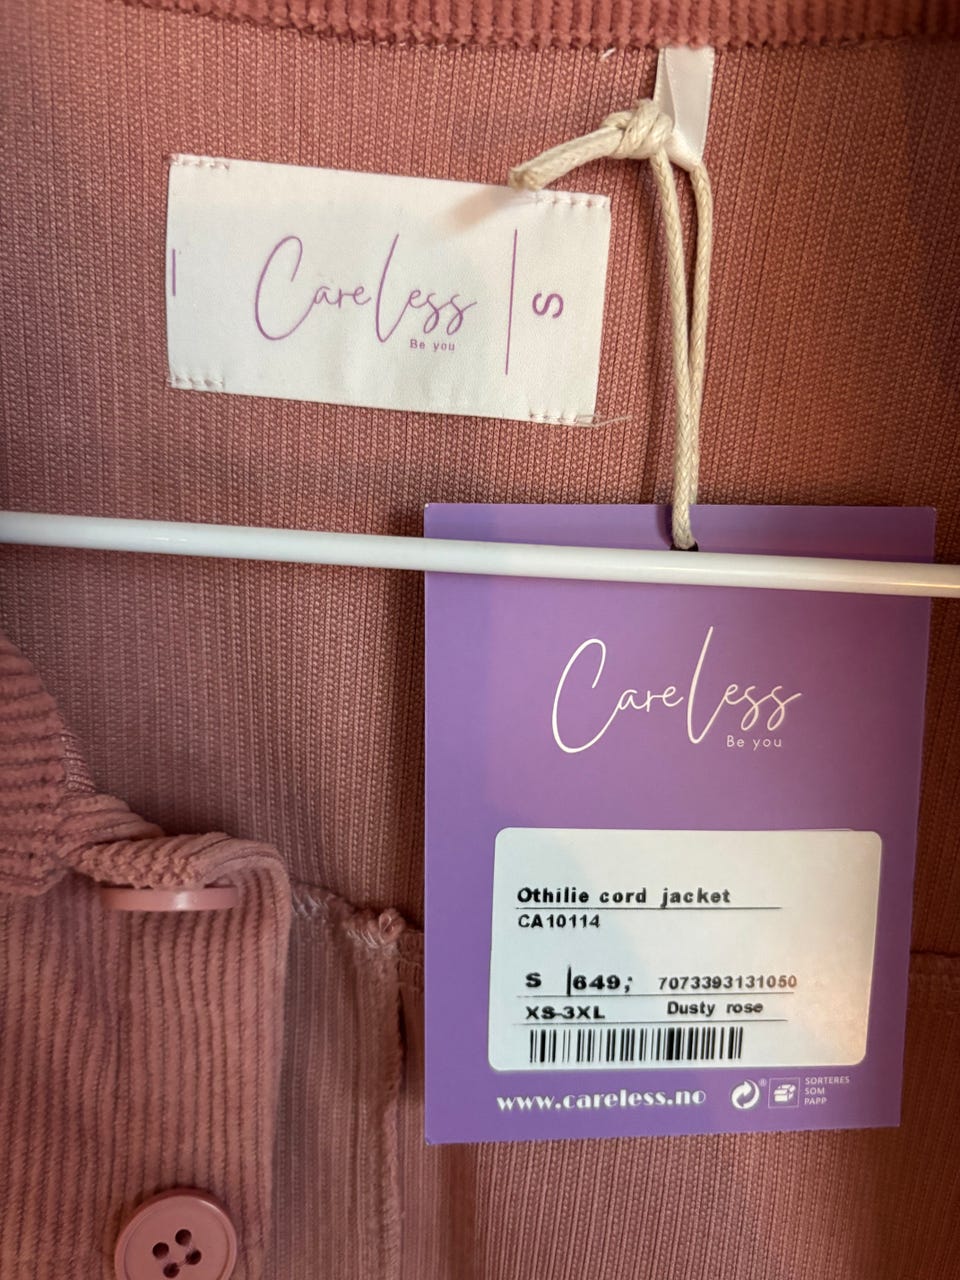 Careless
Be you
S
Careless
Be you
Othilie cord jacket
CA10114
S 649; 7073393131050
XS-3XL Dusty rose
www.careless.no
®
SORTERES
SOM
PAPP